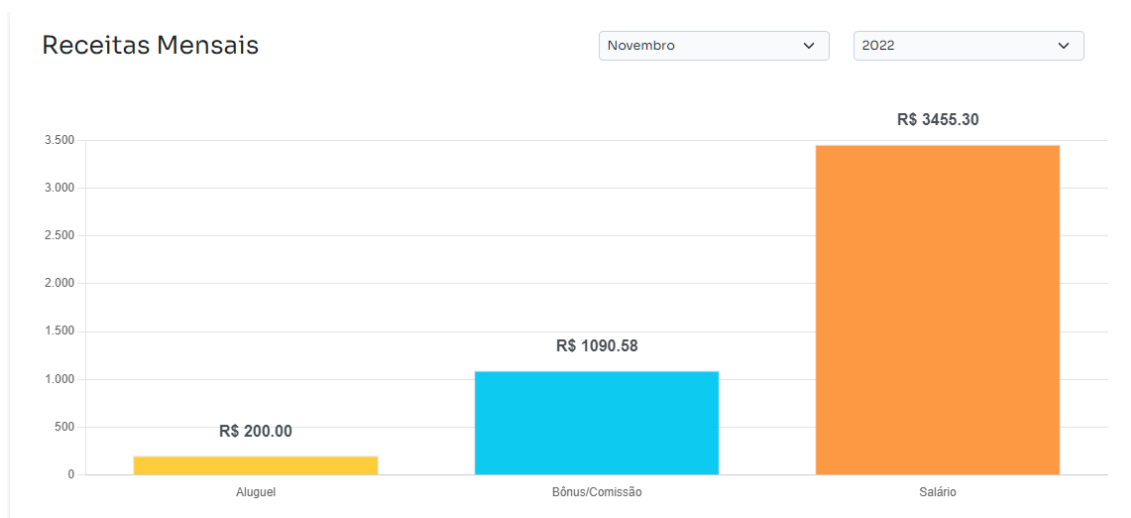 Receitas Mensais
Novembro
2022
R$ 3455.30
3.500
3.000
2.500
2.000
1.500
R$ 1090.58
1.000
500
R$ 200.00
0
Aluguel
Bônus/Comissão
Salário